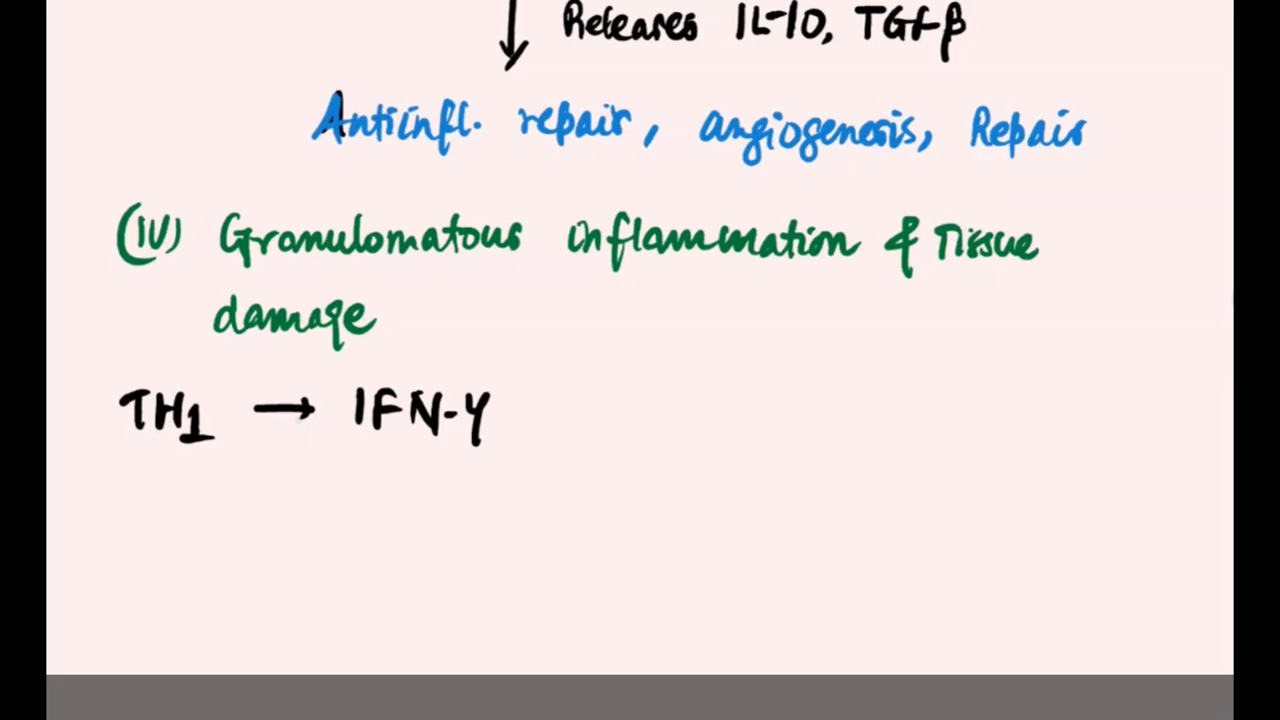 ↓ Releases IL-10, TGF-β
Antiinfl. repair, angiogenesis, Repair
(IV) Granulomatous inflammation & Tissue
damage
TH1 → IFN-γ